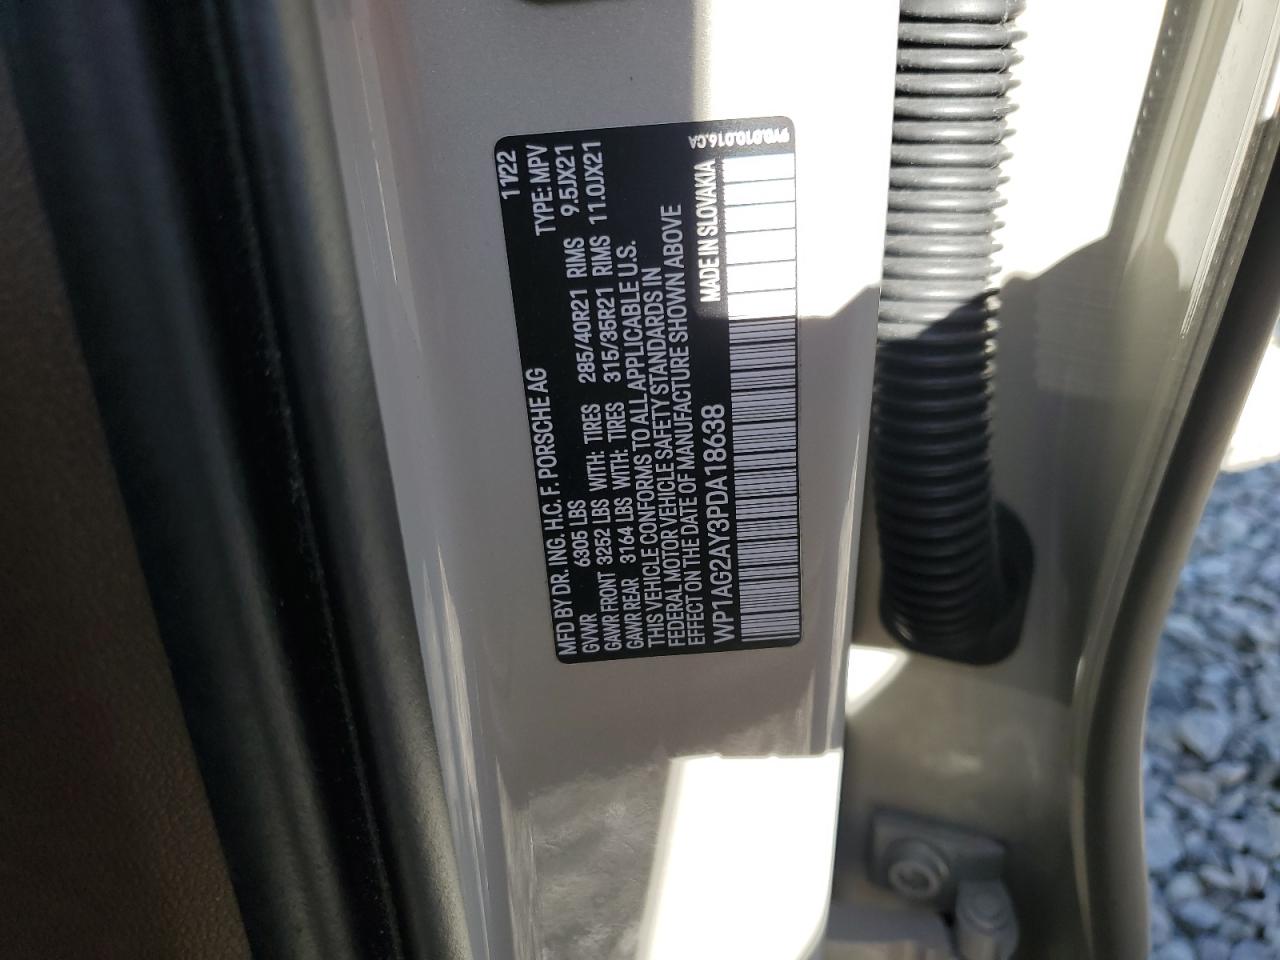 MFD BY DR. ING. H.C. F. PORSCHE AG 11/22
GVWR 6305 LBS TYPE: MPV
GAWR FRONT 3252 LBS WITH: TIRES 285/40R21 RIMS 9.5JX21
GAWR REAR 3164 LBS WITH: TIRES 315/35R21 RIMS 11.0JX21
THIS VEHICLE CONFORMS TO ALL APPLICABLE U.S.
FEDERAL MOTOR VEHICLE SAFETY STANDARDS IN
EFFECT ON THE DATE OF MANUFACTURE SHOWN ABOVE
WP1AG2AY3PDA18638 MADE IN SLOVAKIA
9Y0.010.016.CA